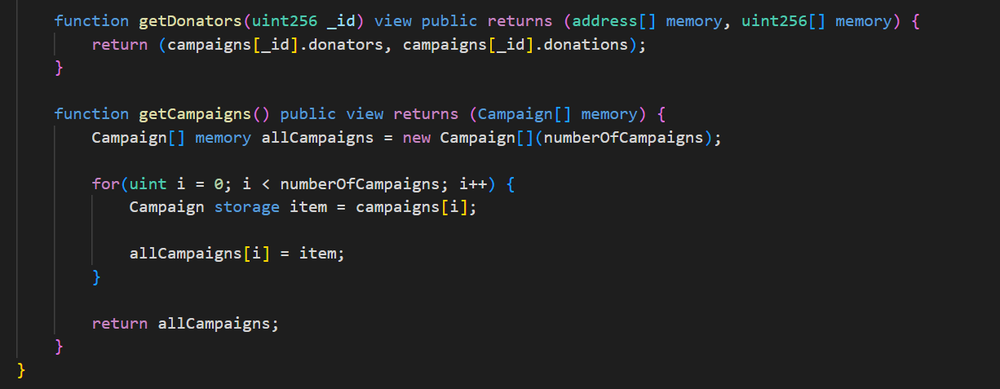 function getDonators(uint256 _id) view public returns (address[] memory, uint256[] memory) {
return (campaigns[_id].donators, campaigns[_id].donations);
}
function getCampaigns() public view returns (Campaign[] memory) {
Campaign[] memory allCampaigns = new Campaign[](numberOfCampaigns);
for(uint i = 0; i < numberOfCampaigns; i++) {
Campaign storage item = campaigns[i];
allCampaigns[i] = item;
}
return allCampaigns;
}
}